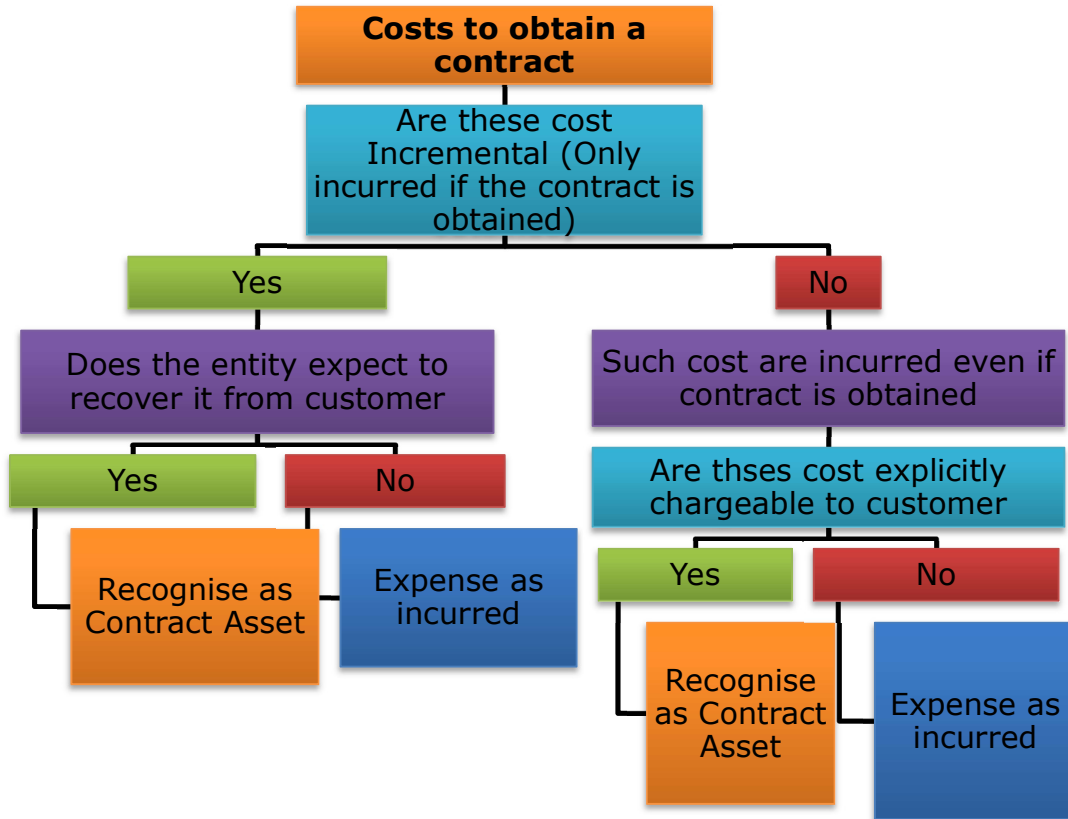 Costs to obtain a
contract
Are these cost
Incremental (Only
incurred if the contract is
obtained)
Yes
No
Does the entity expect to
recover it from customer
Such cost are incurred even if
contract is obtained
Yes
No
Are thses cost explicitly
chargeable to customer
Recognise as
Contract Asset
Expense as
incurred
Yes
No
Recognise
as Contract
Asset
Expense as
incurred